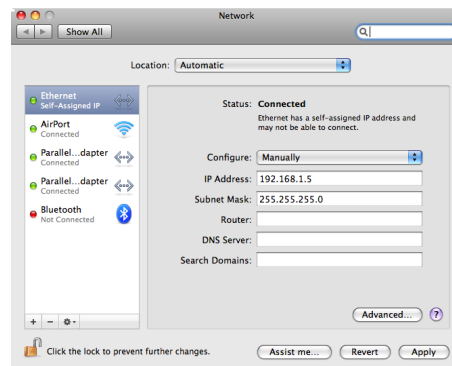 Network
Show All
Location: Automatic
Ethernet
Self-Assigned IP
AirPort
Connected
Parallel...dapter
Connected
Parallel...dapter
Connected
Bluetooth
Not Connected
Status: Connected
Ethernet has a self-assigned IP address and
may not be able to connect.
Configure: Manually
IP Address: 192.168.1.5
Subnet Mask: 255.255.255.0
Router:
DNS Server:
Search Domains:
Advanced... ?
Click the lock to prevent further changes.
Assist me... Revert Apply